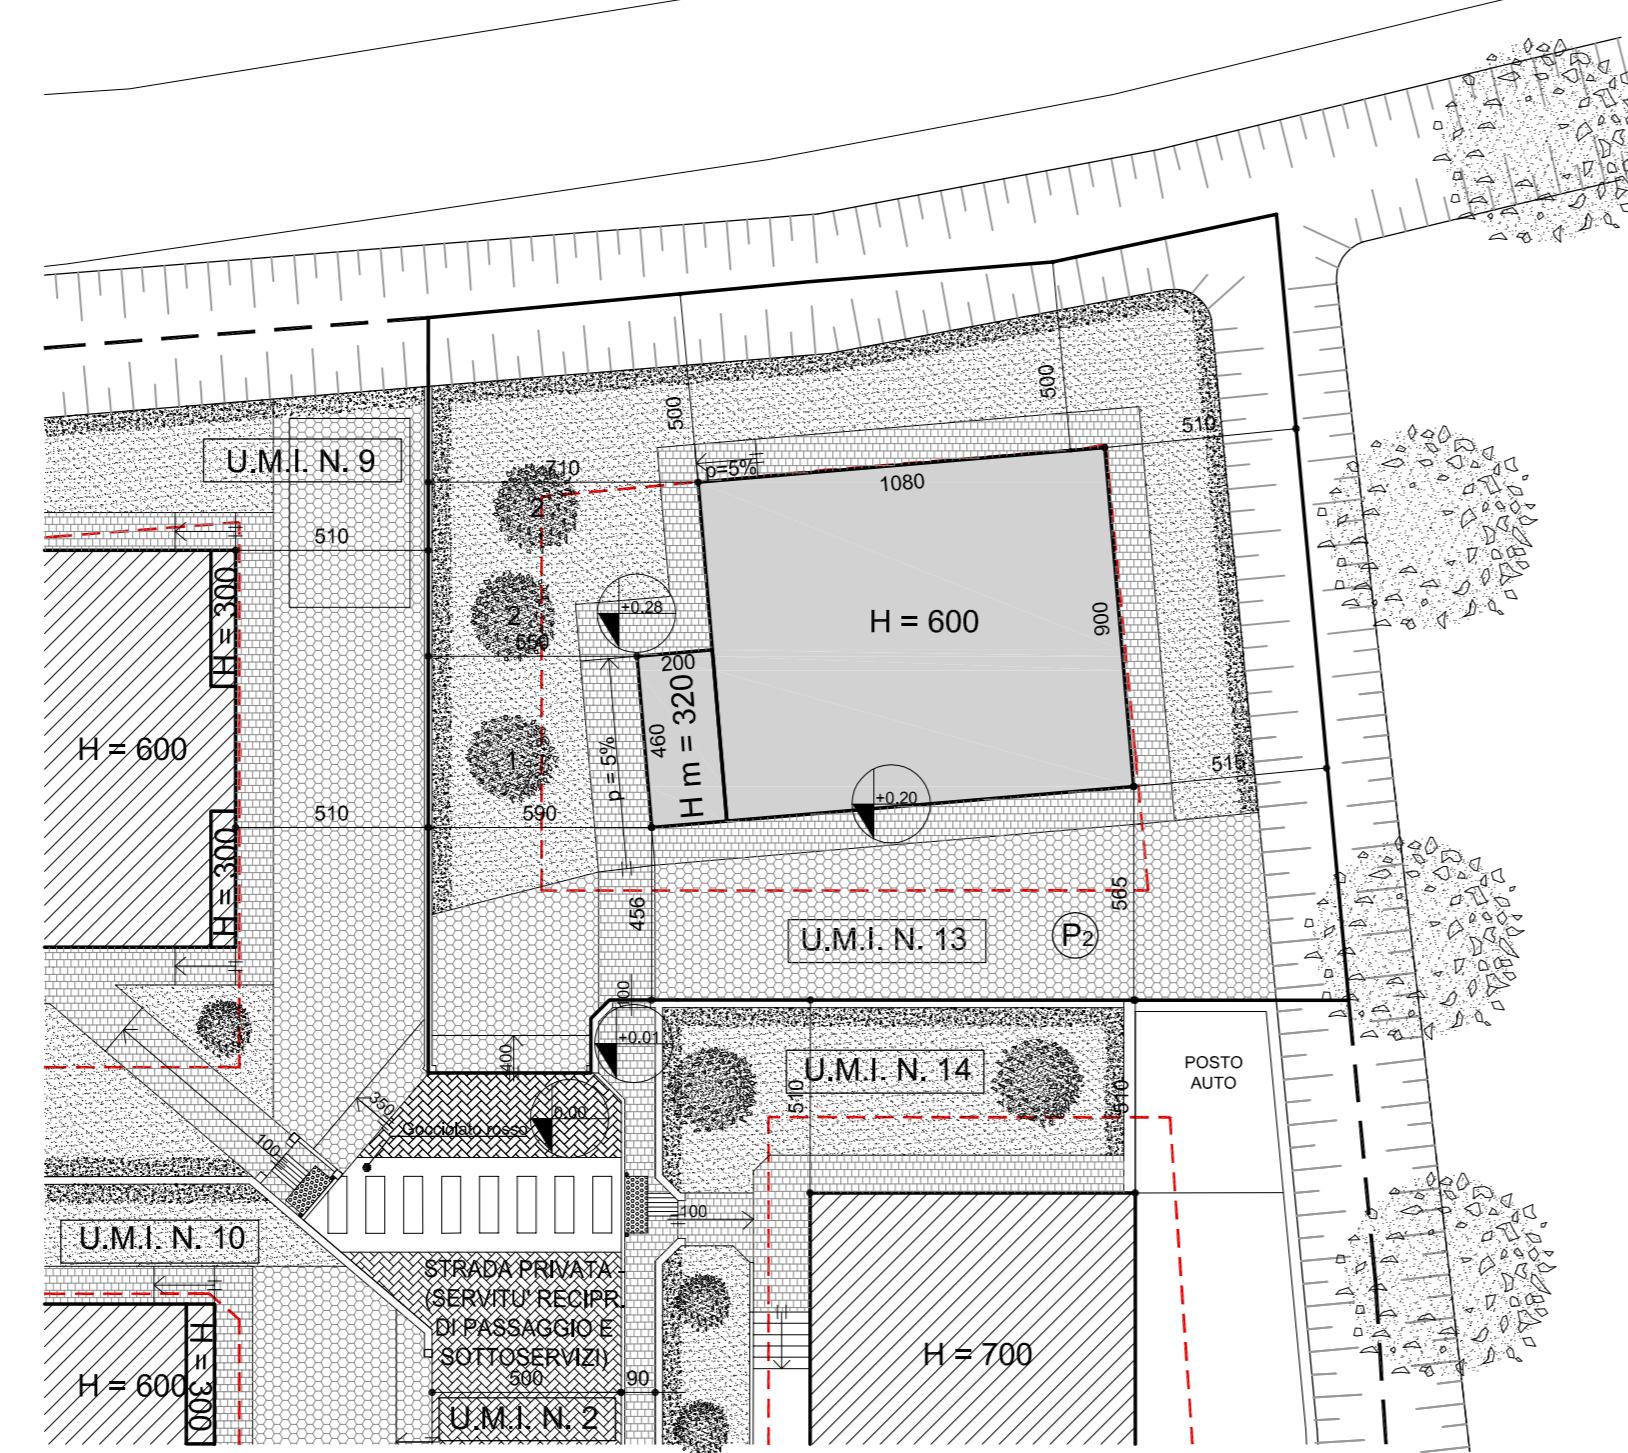 500
500
510
U.M.I. N. 9
710
p=5%
1080
2
510
H = 300
+0.28
2
H = 600
900
200
H = 600
H m = 320
460
p = 5%
1
515
+0.20
510
590
H = 300
456
565
U.M.I. N. 13
P2
100
+0.01
400
U.M.I. N. 14
POSTO
AUTO
510
510
350
0.00
Gocciolato rosso
100
100
U.M.I. N. 10
STRADA PRIVATA -
(SERVITU' RECIPR.
DI PASSAGGIO E
SOTTOSERVIZI)
H = 700
H = 600
H = 300
500
90
U.M.I. N. 2